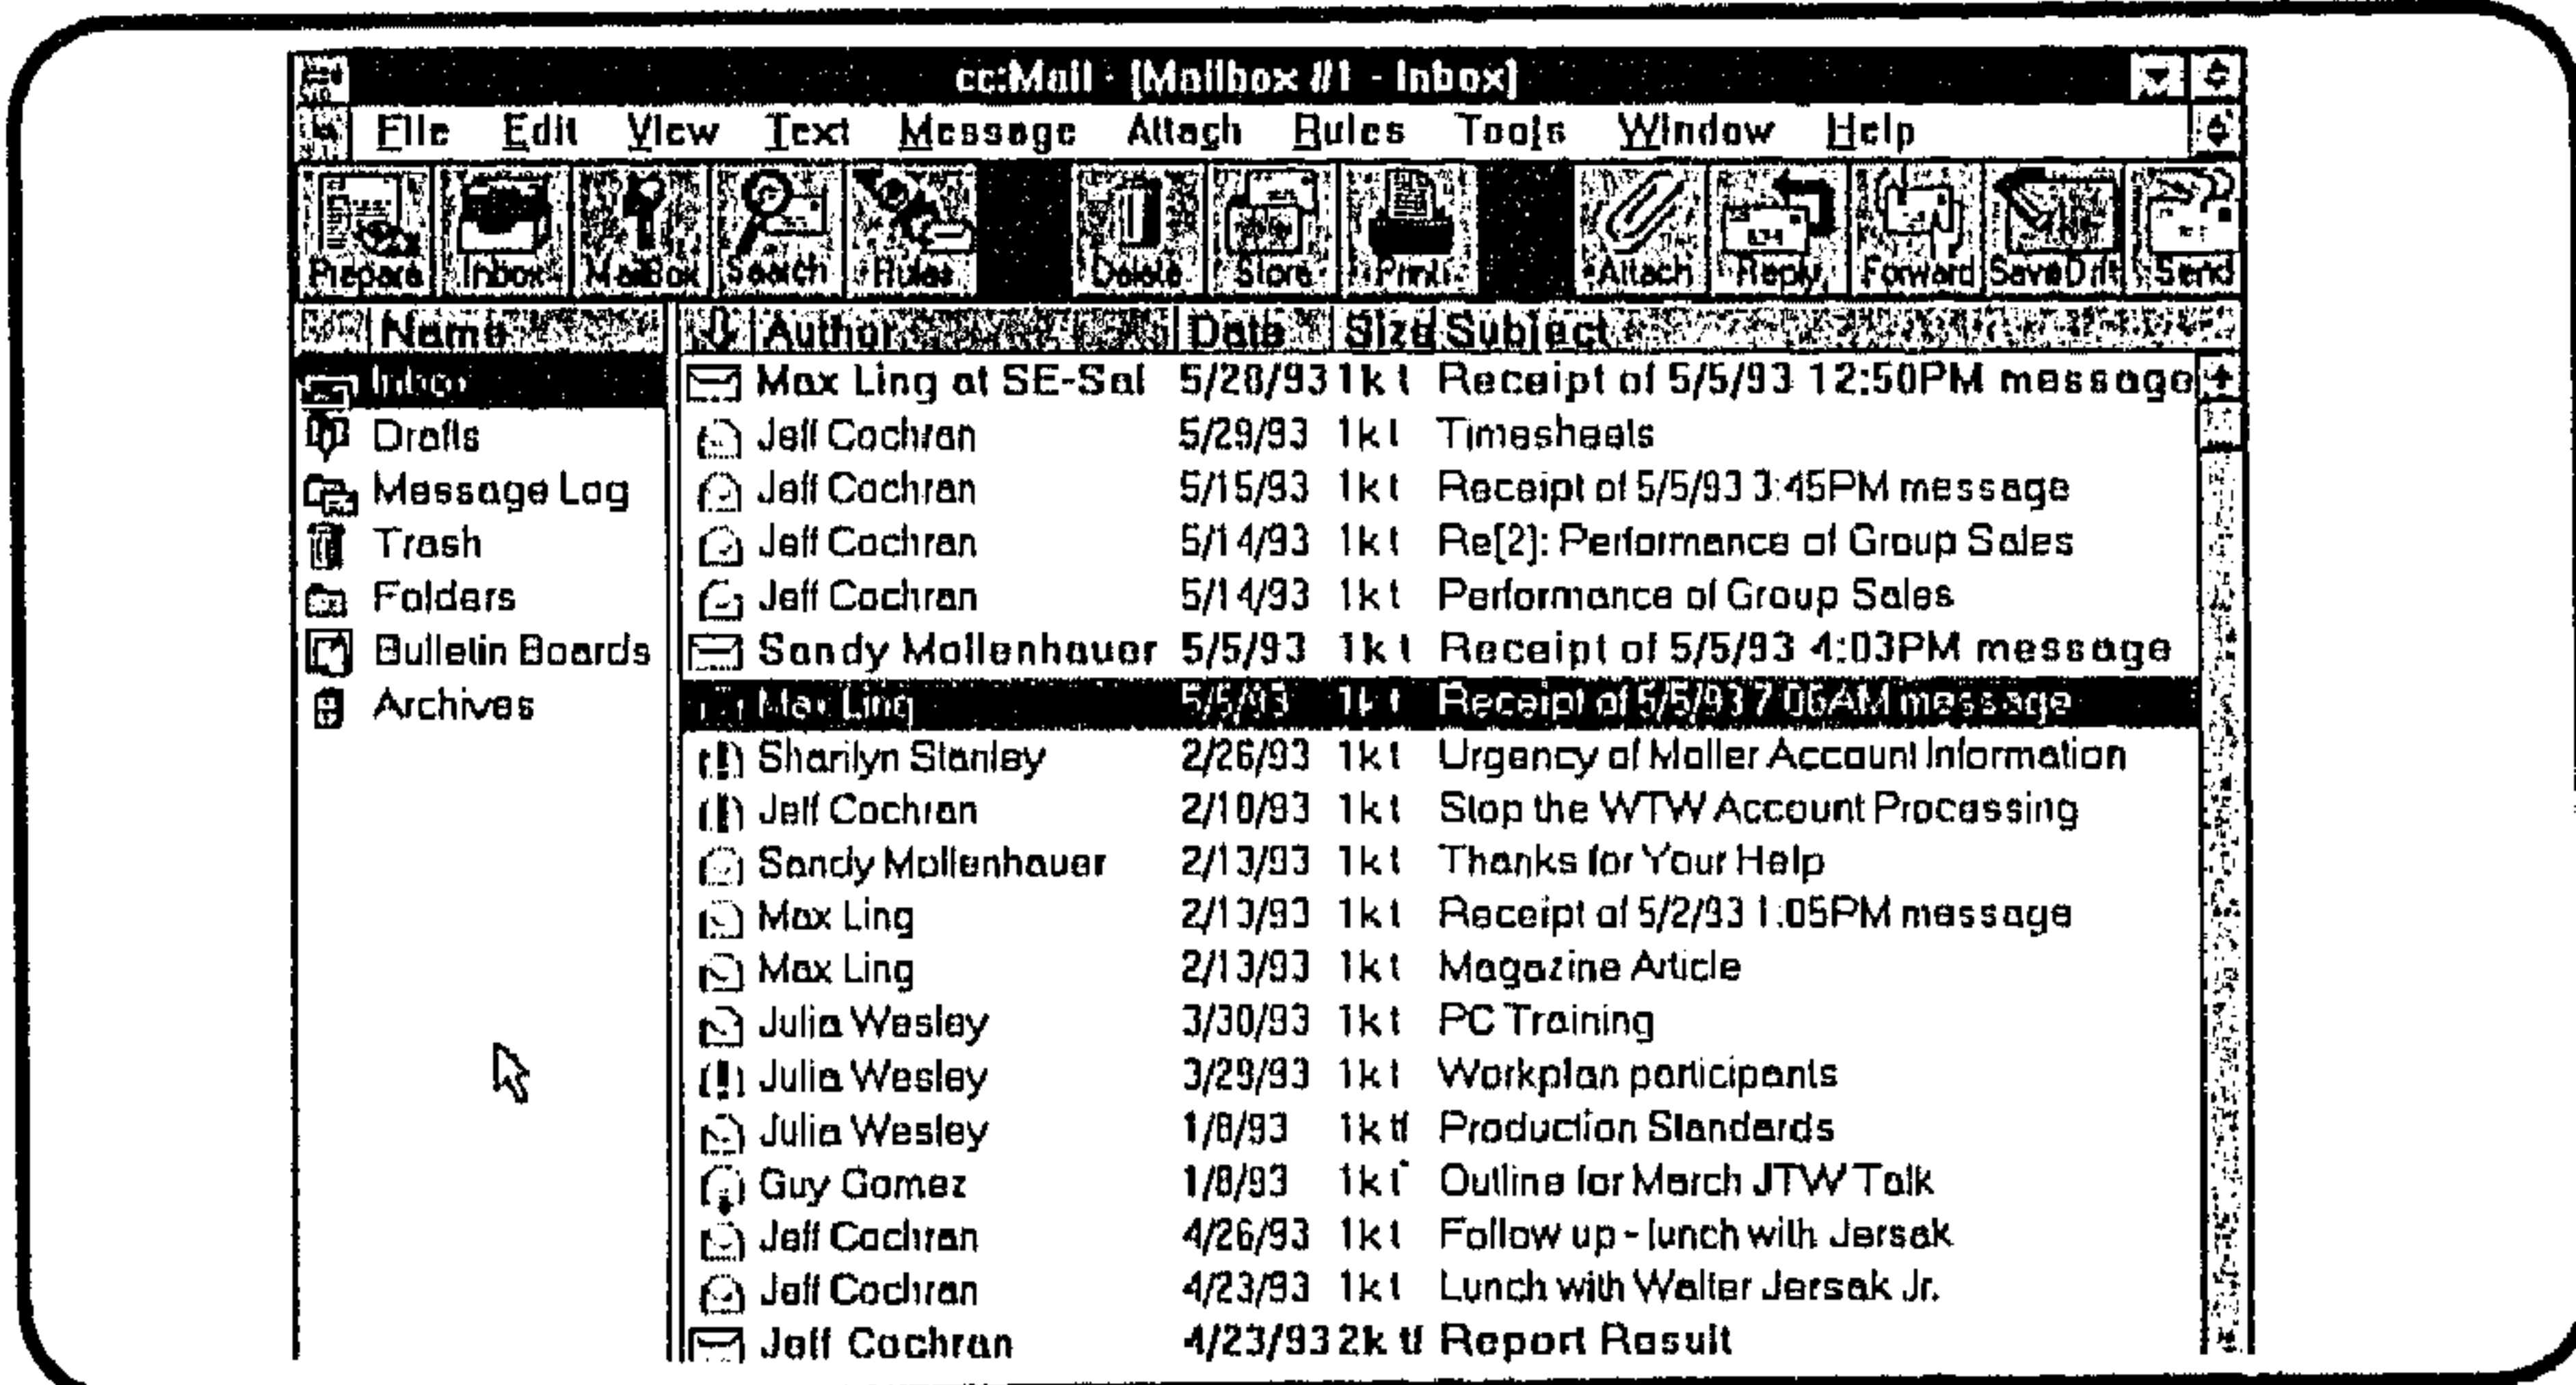 cc:Mail - [Mailbox #1 - Inbox]
File Edit View Text Message Attach Rules Tools Window Help
Prepare Inbox MailBox Search Rules Delete Store Print Attach Reply Forward SaveDrft Send
Name Author Date Size Subject
Inbox Max Ling at SE-Sal 5/28/93 1k t Receipt of 5/5/93 12:50PM message
Drafts Jeff Cochran 5/29/93 1k t Timesheets
Message Log Jeff Cochran 5/15/93 1k t Receipt of 5/5/93 3:45PM message
Trash Jeff Cochran 5/14/93 1k t Re[2]: Performance of Group Sales
Folders Jeff Cochran 5/14/93 1k t Performance of Group Sales
Bulletin Boards Sandy Mollenhauer 5/5/93 1k t Receipt of 5/5/93 4:03PM message
Archives Max Ling 5/5/93 1k t Receipt of 5/5/93 7:06AM message
Sharilyn Stanley 2/26/93 1k t Urgency of Moller Account Information
Jeff Cochran 2/10/93 1k t Stop the WTW Account Processing
Sandy Mollenhauer 2/13/93 1k t Thanks for Your Help
Max Ling 2/13/93 1k t Receipt of 5/2/93 1:05PM message
Max Ling 2/13/93 1k t Magazine Article
Julia Wesley 3/30/93 1k t PC Training
Julia Wesley 3/29/93 1k t Workplan participants
Julia Wesley 1/8/93 1k tf Production Standards
Guy Gomez 1/8/93 1k t* Outline for March JTW Talk
Jeff Cochran 4/26/93 1k t Follow up - lunch with Jersak
Jeff Cochran 4/23/93 1k t Lunch with Walter Jersak Jr.
Jeff Cochran 4/23/93 2k tf Report Result